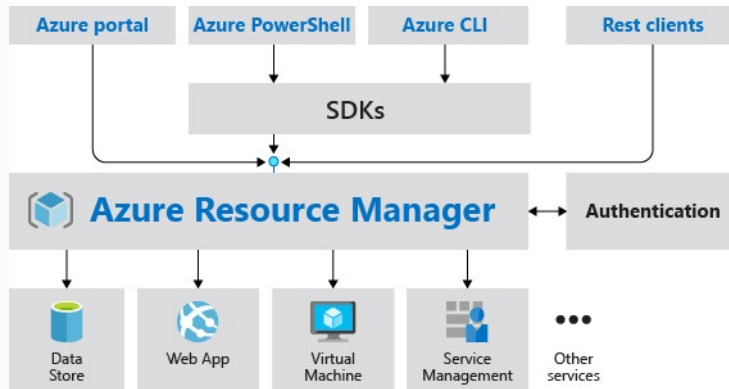 Azure portal
Azure PowerShell
Azure CLI
Rest clients
SDKs
Azure Resource Manager
Authentication
Data
Store
Web App
Virtual
Machine
Service
Management
Other
services